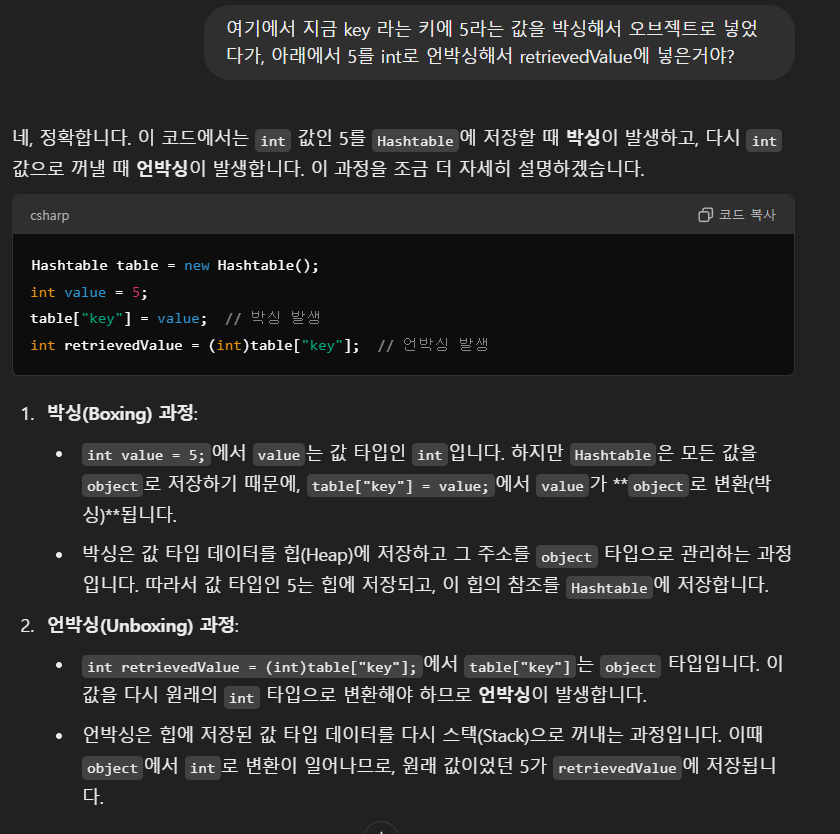 여기에서 지금 key 라는 키에 5라는 값을 박싱해서 오브젝트로 넣었
다가, 아래에서 5를 int로 언박싱해서 retrievedValue에 넣은거야?
네, 정확합니다. 이 코드에서는 int 값인 5를 Hashtable에 저장할 때 박싱이 발생하고, 다시 int
값으로 꺼낼 때 언박싱이 발생합니다. 이 과정을 조금 더 자세히 설명하겠습니다.
csharp 코드 복사
Hashtable table = new Hashtable();
int value = 5;
table["key"] = value;  // 박싱 발생
int retrievedValue = (int)table["key"];  // 언박싱 발생
1. 박싱(Boxing) 과정:
• int value = 5;에서 value는 값 타입인 int입니다. 하지만 Hashtable은 모든 값을
object로 저장하기 때문에, table["key"] = value;에서 value가 **object로 변환(박
싱)**됩니다.
• 박싱은 값 타입 데이터를 힙(Heap)에 저장하고 그 주소를 object 타입으로 관리하는 과정
입니다. 따라서 값 타입인 5는 힙에 저장되고, 이 힙의 참조를 Hashtable에 저장합니다.
2. 언박싱(Unboxing) 과정:
• int retrievedValue = (int)table["key"];에서 table["key"]는 object 타입입니다. 이
값을 다시 원래의 int 타입으로 변환해야 하므로 언박싱이 발생합니다.
• 언박싱은 힙에 저장된 값 타입 데이터를 다시 스택(Stack)으로 꺼내는 과정입니다. 이때
object에서 int로 변환이 일어나므로, 원래 값이었던 5가 retrievedValue에 저장됩니
다.